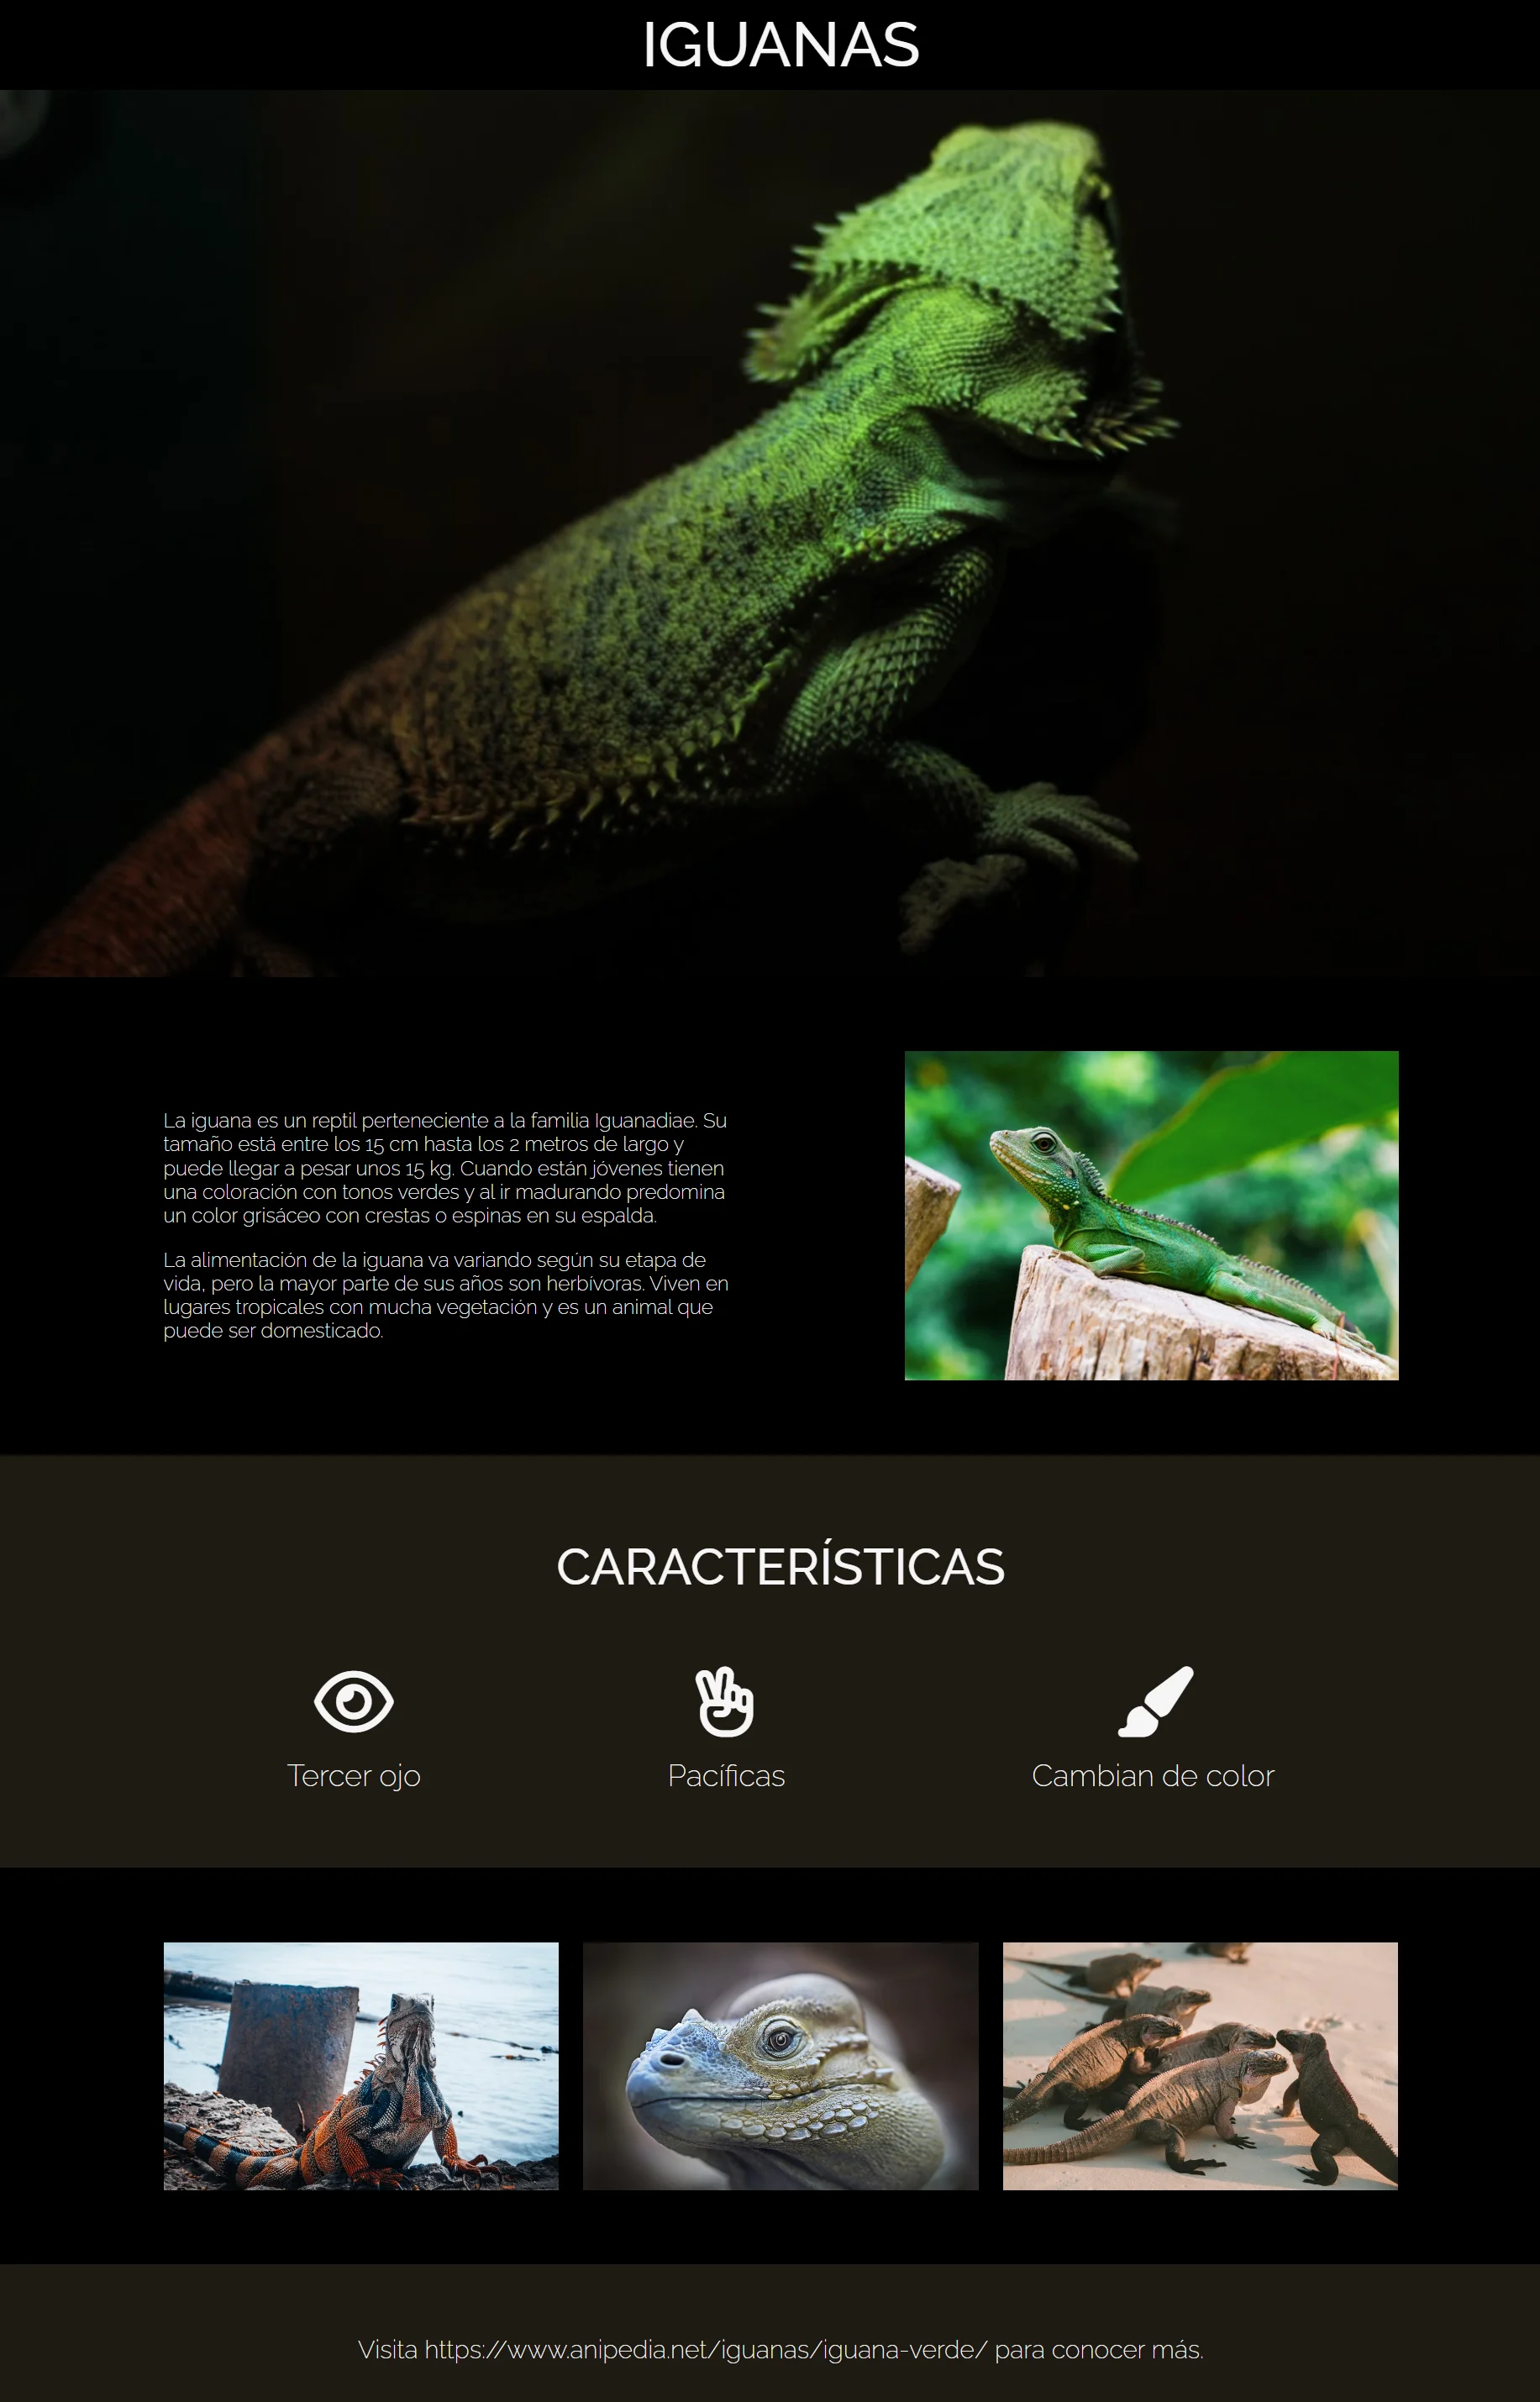 IGUANAS
La iguana es un reptil perteneciente a la familia Iguanadiae. Su
tamaño está entre los 15 cm hasta los 2 metros de largo y
puede llegar a pesar unos 15 kg. Cuando están jóvenes tienen
una coloración con tonos verdes y al ir madurando predomina
un color grisáceo con crestas o espinas en su espalda.
La alimentación de la iguana va variando según su etapa de
vida, pero la mayor parte de sus años son herbívoras. Viven en
lugares tropicales con mucha vegetación y es un animal que
puede ser domesticado.
CARACTERÍSTICAS
Tercer ojo
Pacíficas
Cambian de color
Visita https://www.anipedia.net/iguanas/iguana-verde/ para conocer más.